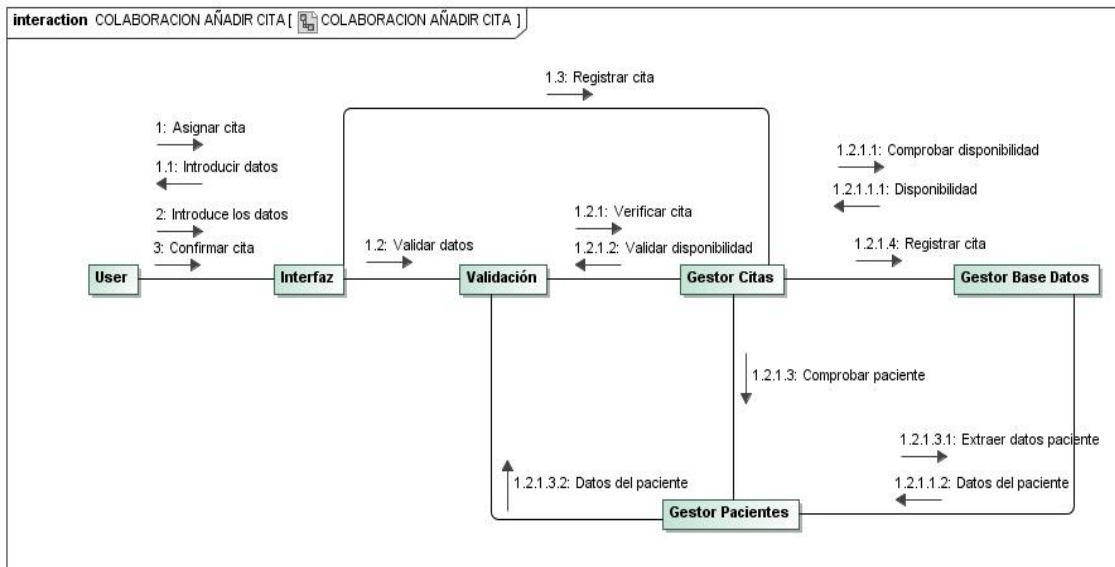 interaction COLABORACION AÑADIR CITA [ COLABORACION AÑADIR CITA ]
1.3: Registrar cita
1: Asignar cita
1.1: Introducir datos
2: Introduce los datos
3: Confirmar cita
1.2: Validar datos
1.2.1: Verificar cita
1.2.1.2: Validar disponibilidad
1.2.1.1: Comprobar disponibilidad
1.2.1.1.1: Disponibilidad
1.2.1.4: Registrar cita
User
Interfaz
Validación
Gestor Citas
Gestor Base Datos
1.2.1.3: Comprobar paciente
1.2.1.3.1: Extraer datos paciente
1.2.1.3.2: Datos del paciente
1.2.1.1.2: Datos del paciente
Gestor Pacientes